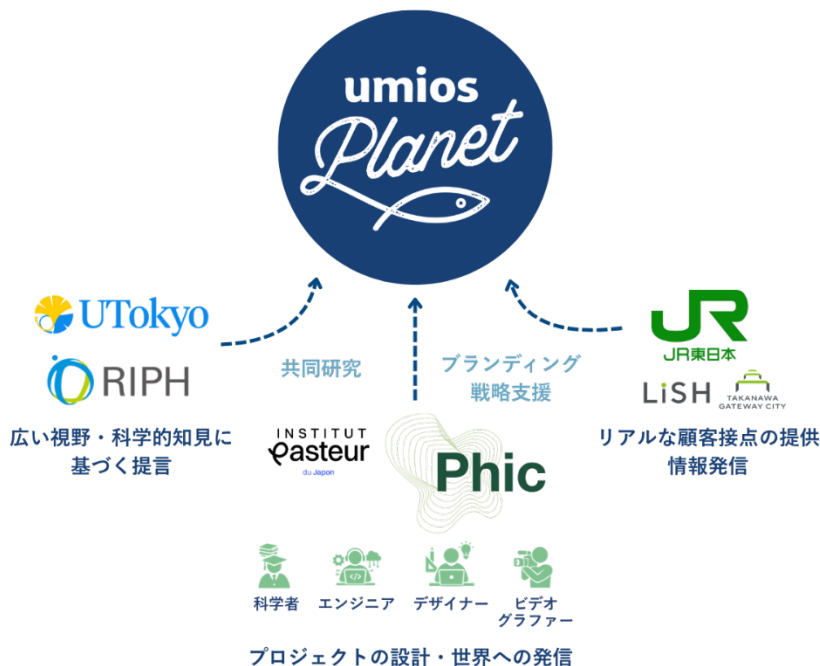 umios
Planet
UTokyo
RIPH
広い視野・科学的知見に
基づく提言
共同研究
ブランディング
戦略支援
INSTITUT
Pasteur
du Japon
Phic
JR
JR東日本
LiSH
TAKANAWA
GATEWAY CITY
リアルな顧客接点の提供
情報発信
科学者
エンジニア
デザイナー
ビデオ
グラファー
プロジェクトの設計・世界への発信